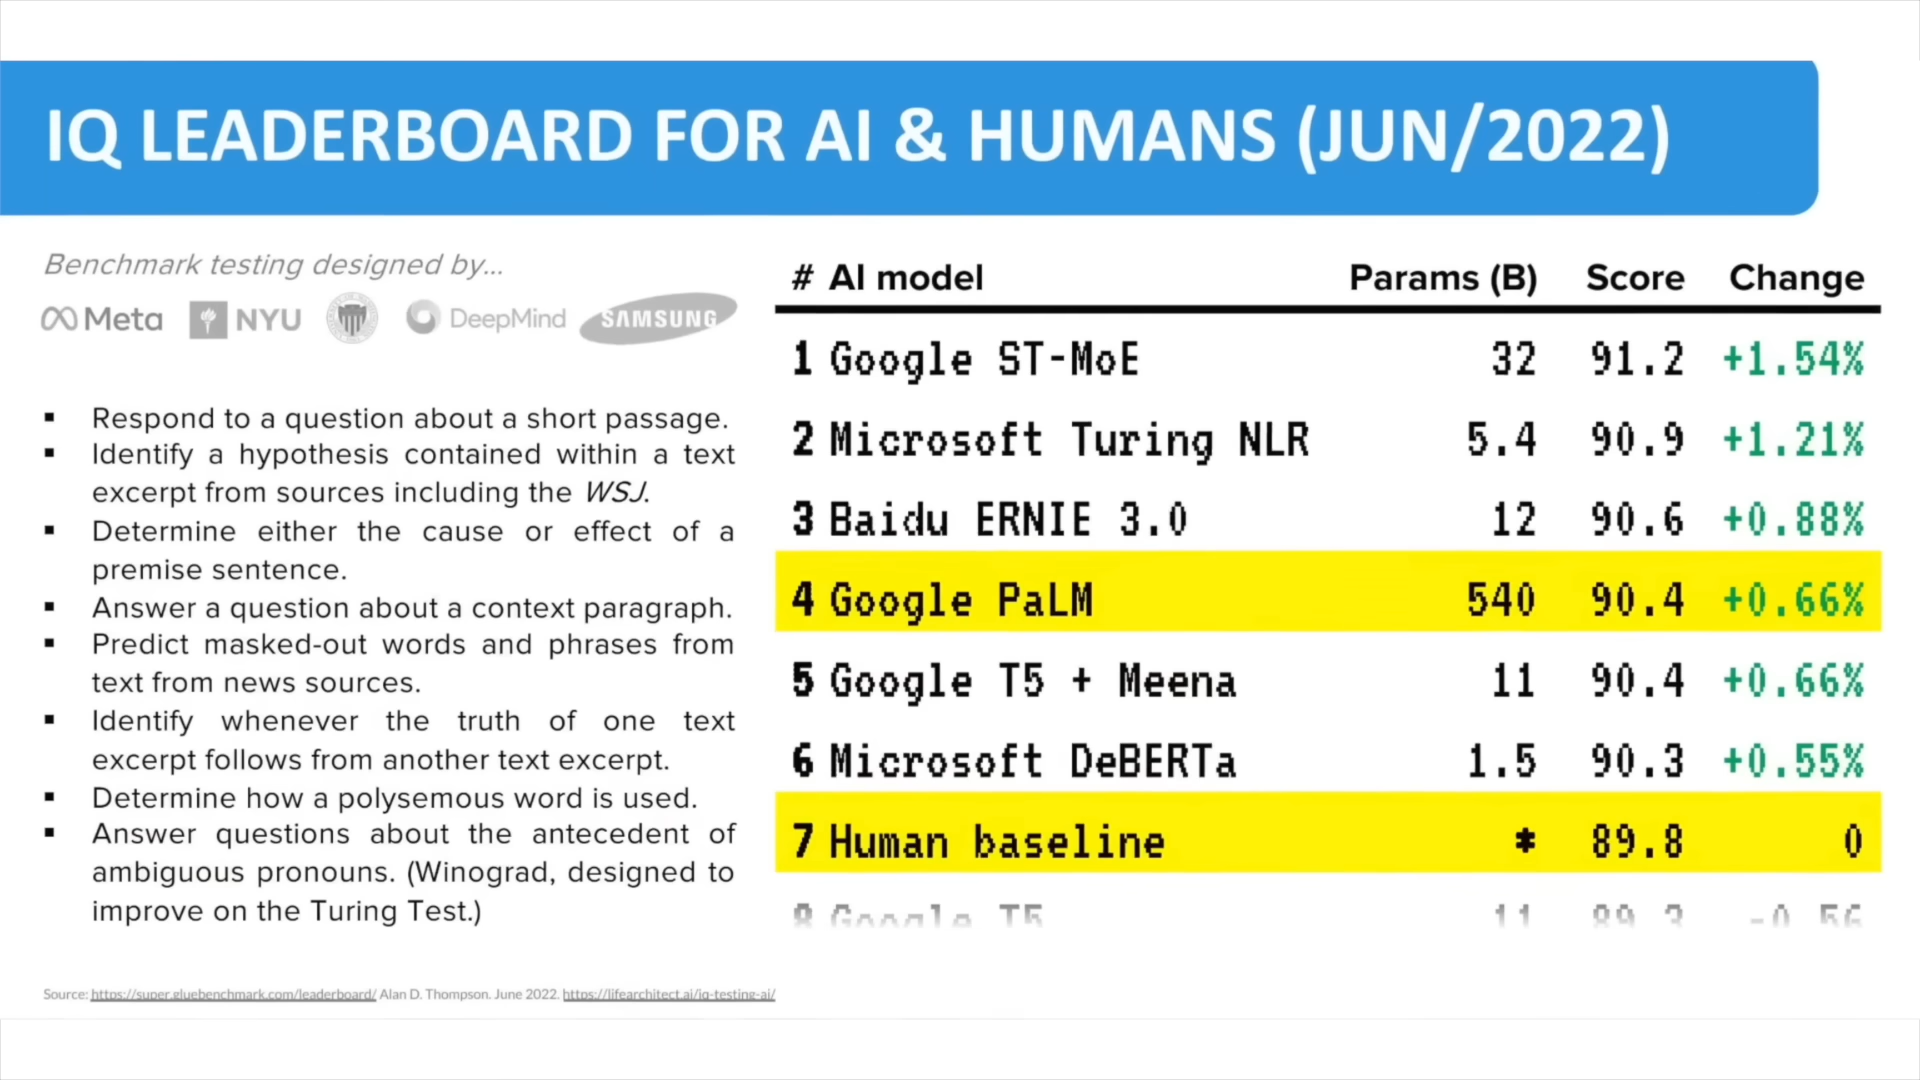 IQ LEADERBOARD FOR AI & HUMANS (JUN/2022)
Benchmark testing designed by...
Meta NYU DeepMind SAMSUNG
▪ Respond to a question about a short passage.
▪ Identify a hypothesis contained within a text
excerpt from sources including the WSJ.
▪ Determine either the cause or effect of a
premise sentence.
▪ Answer a question about a context paragraph.
▪ Predict masked-out words and phrases from
text from news sources.
▪ Identify whenever the truth of one text
excerpt follows from another text excerpt.
▪ Determine how a polysemous word is used.
▪ Answer questions about the antecedent of
ambiguous pronouns. (Winograd, designed to
improve on the Turing Test.)
# AI model Params (B) Score Change
1 Google ST-MoE 32 91.2 +1.54%
2 Microsoft Turing NLR 5.4 90.9 +1.21%
3 Baidu ERNIE 3.0 12 90.6 +0.88%
4 Google PaLM 540 90.4 +0.66%
5 Google T5 + Meena 11 90.4 +0.66%
6 Microsoft DeBERTa 1.5 90.3 +0.55%
7 Human baseline * 89.8 0
8 Google T5 11 89.3 -0.56
Source: https://super.gluebenchmark.com/leaderboard/ Alan D. Thompson. June 2022. https://lifearchitect.ai/iq-testing-ai/